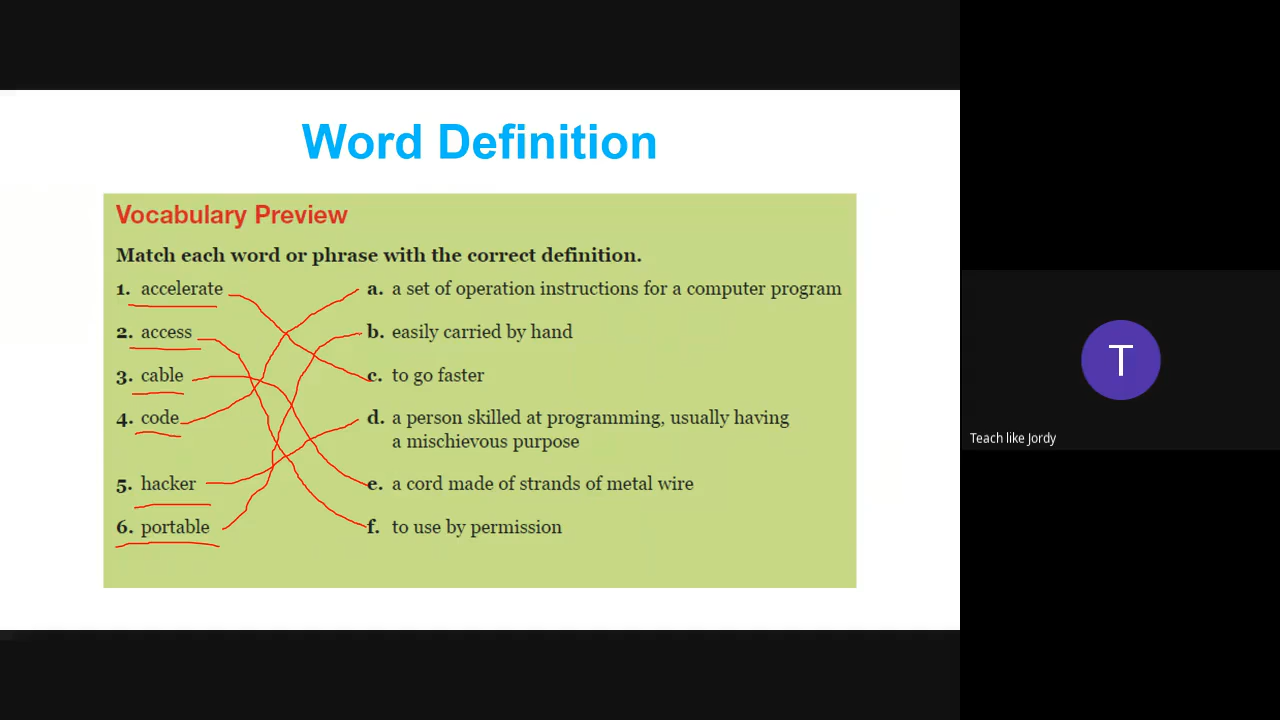 Word Definition
Vocabulary Preview
Match each word or phrase with the correct definition.
1. accelerate a. a set of operation instructions for a computer program
2. access b. easily carried by hand
3. cable c. to go faster
4. code d. a person skilled at programming, usually having
a mischievous purpose
5. hacker e. a cord made of strands of metal wire
6. portable f. to use by permission
T
Teach like Jordy